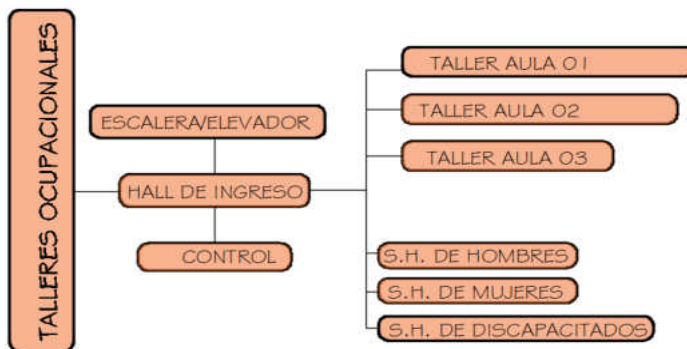 TALLERES OCUPACIONALES
ESCALERA/ELEVADOR
HALL DE INGRESO
CONTROL
TALLER AULA 01
TALLER AULA 02
TALLER AULA 03
S.H. DE HOMBRES
S.H. DE MUJERES
S.H. DE DISCAPACITADOS